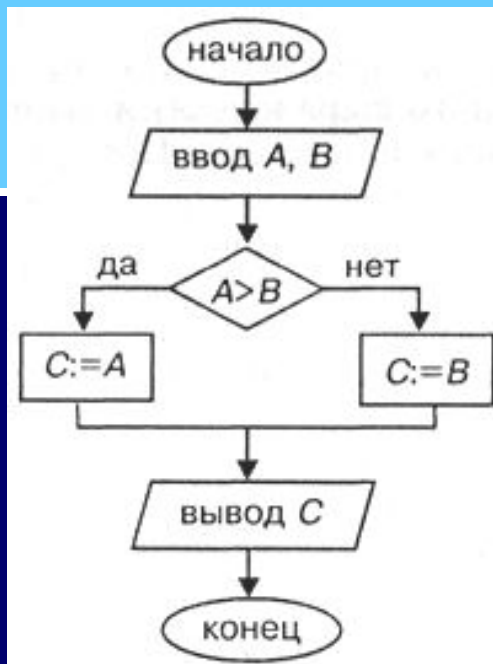 начало
ввод A, B
да
A>B
нет
C:=A
C:=B
вывод C
конец